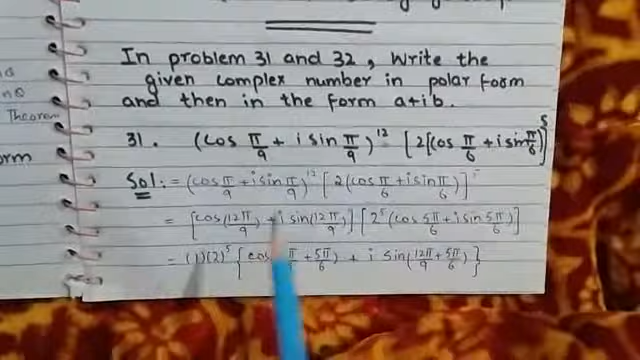 In problem 31 and 32, Write the
given complex number in polar form
and then in the form a+ib.
Theorem
orm
31. (cos π/9 + i sin π/9)^12 [2(cos π/6 + i sin π/6)]^5
Sol: = (cos π/9 + i sin π/9)^12 [2(cos π/6 + i sin π/6)]^5
= [cos(12π/9) + i sin(12π/9)] [2^5 (cos 5π/6 + i sin 5π/6)]
= (1)(2)^5 {cos π/9 + 5π/6) + i sin(12π/9 + 5π/6)}